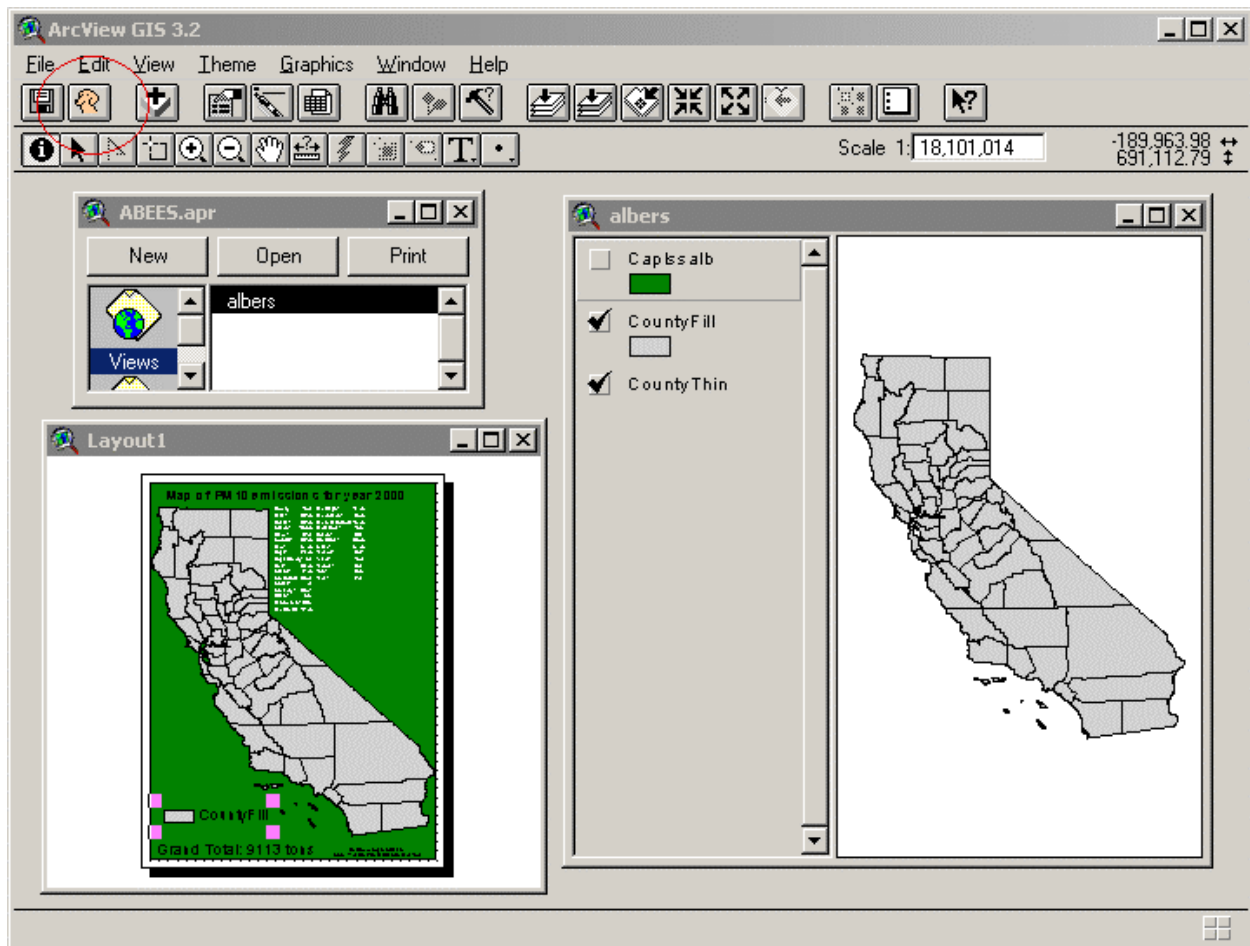 ArcView GIS 3.2
File Edit View Theme Graphics Window Help
Scale 1: 18,101,014
-189,963.98
691,112.79
ABEES.apr
New Open Print
Views
albers
albers
Caplssalb
CountyFill
CountyThin
Layout1
Map of PM10 emissions for year 2000
CountyFill
Grand Total: 9113 tons